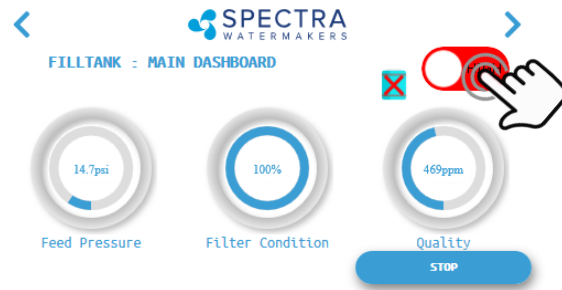 SPECTRA
WATERMAKERS
FILLTANK : MAIN DASHBOARD
14.7psi
100%
469ppm
Feed Pressure
Filter Condition
Quality
STOP